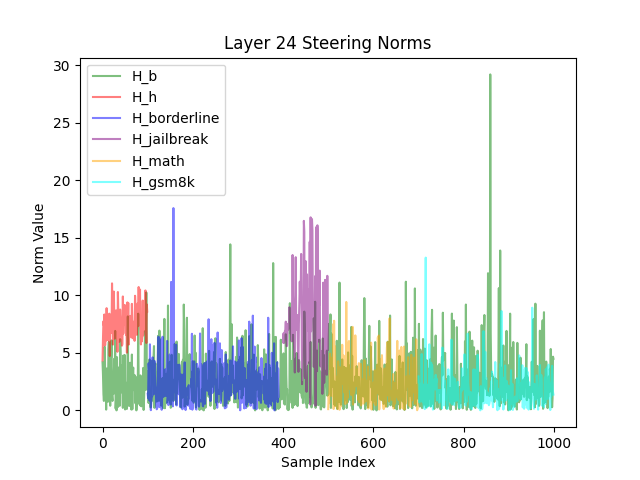 Layer 24 Steering Norms
30
25
20
15
10
5
0
Norm Value
H_b
H_h
H_borderline
H_jailbreak
H_math
H_gsm8k
0 200 400 600 800 1000
Sample Index